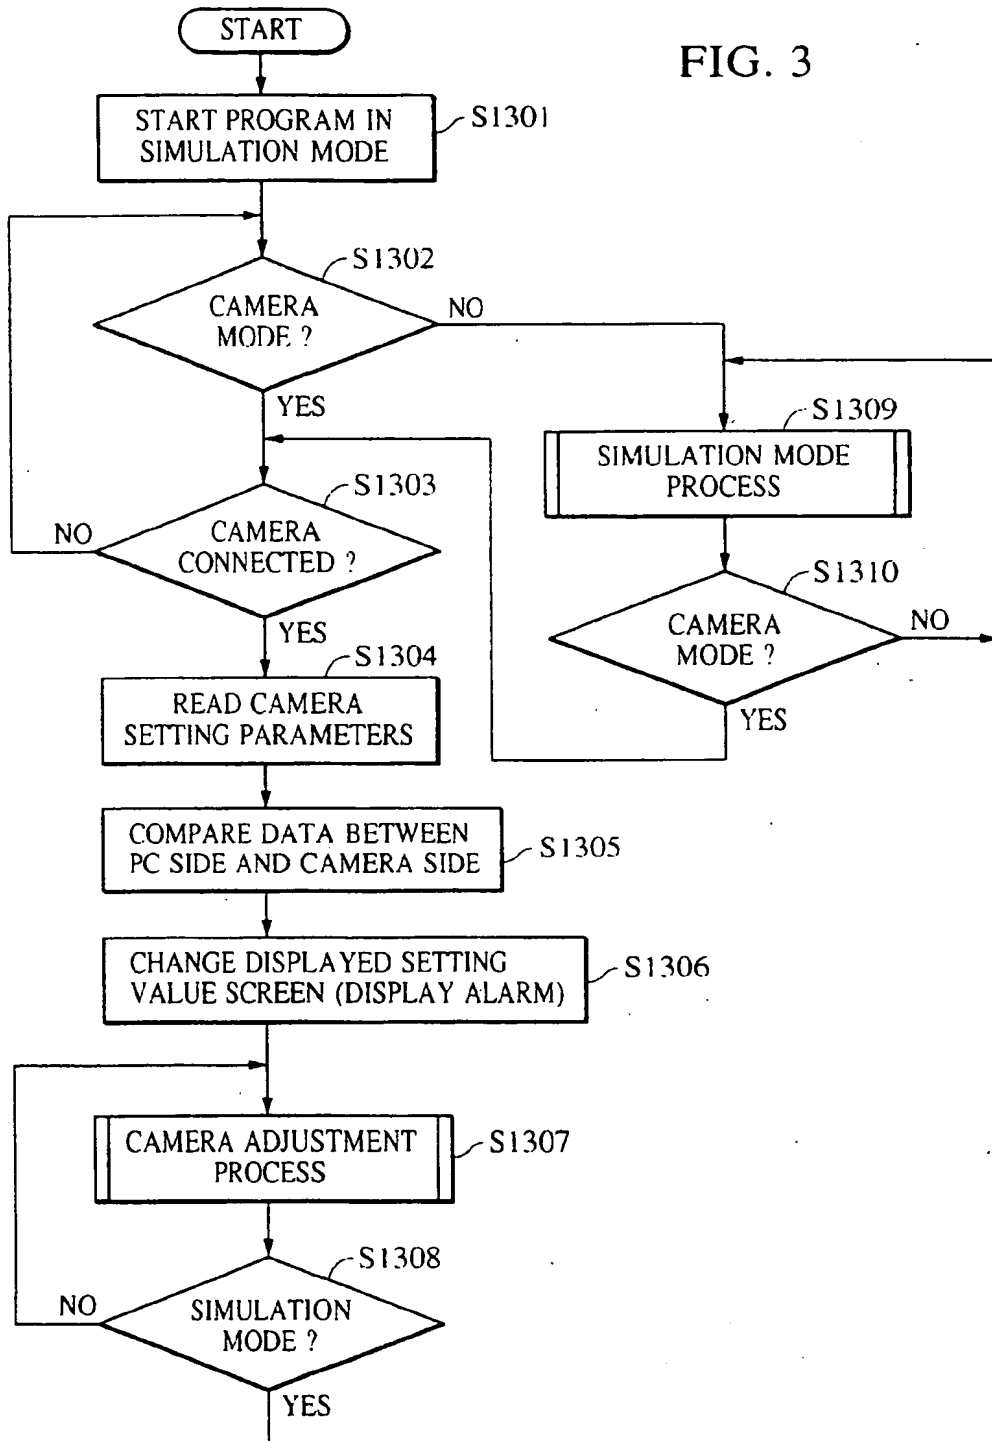 START
FIG. 3
START PROGRAM IN
SIMULATION MODE
S1301
S1302
CAMERA
MODE ?
NO
YES
S1309
SIMULATION MODE
PROCESS
S1303
CAMERA
CONNECTED ?
NO
YES
S1310
CAMERA
MODE ?
NO
YES
S1304
READ CAMERA
SETTING PARAMETERS
COMPARE DATA BETWEEN
PC SIDE AND CAMERA SIDE
S1305
CHANGE DISPLAYED SETTING
VALUE SCREEN (DISPLAY ALARM)
S1306
CAMERA ADJUSTMENT
PROCESS
S1307
S1308
SIMULATION
MODE ?
NO
YES